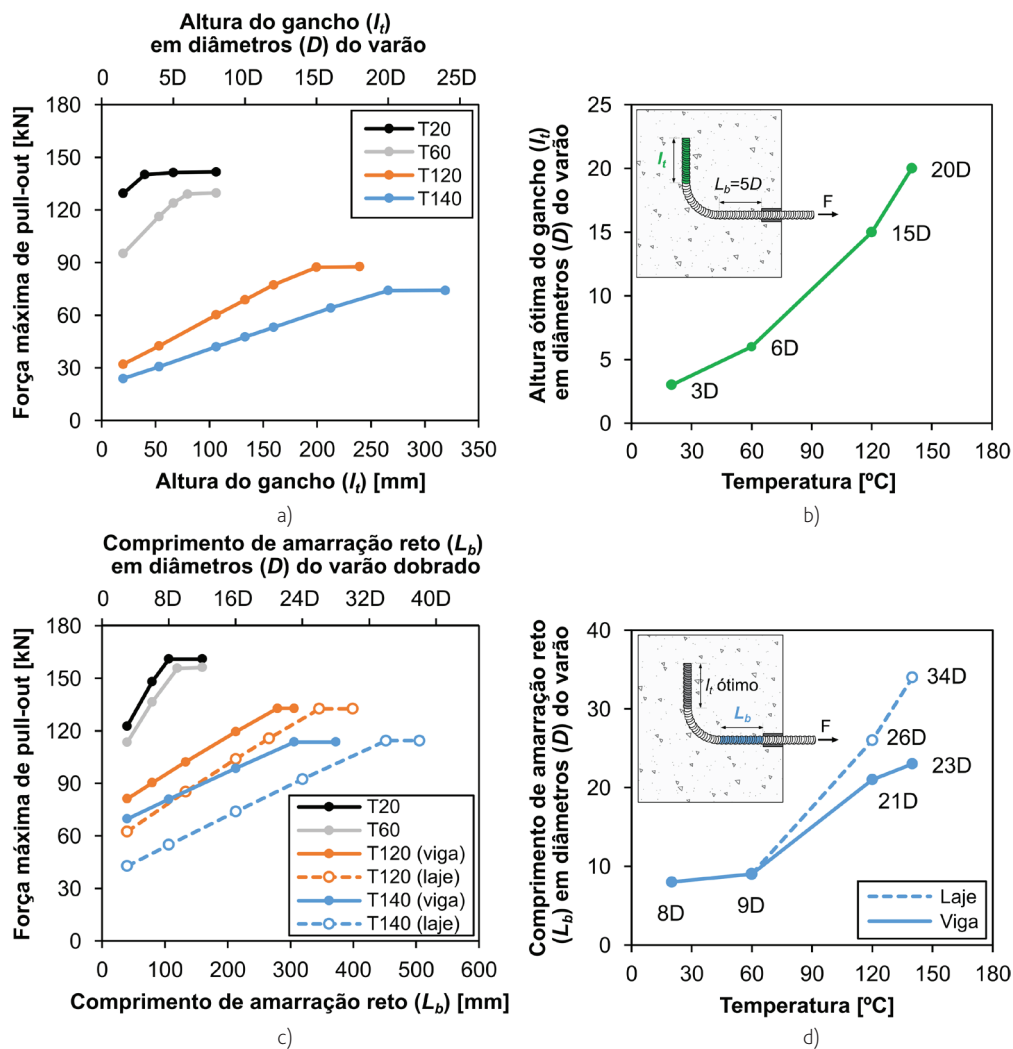 Altura do gancho (lt)
em diâmetros (D) do varão
0 5D 10D 15D 20D 25D
Força máxima de pull-out [kN]
180
150
120
90
60
30
0
T20
T60
T120
T140
0 50 100 150 200 250 300 350
Altura do gancho (lt) [mm]
a)
Altura ótima do gancho (lt)
em diâmetros (D) do varão
25
20
15
10
5
0
lt
Lb=5D
F
20D
15D
6D
3D
0 30 60 90 120 150 180
Temperatura [ºC]
b)
Comprimento de amarração reto (Lb)
em diâmetros (D) do varão dobrado
0 8D 16D 24D 32D 40D
Força máxima de pull-out [kN]
180
150
120
90
60
30
0
T20
T60
T120 (viga)
T120 (laje)
T140 (viga)
T140 (laje)
0 100 200 300 400 500 600
Comprimento de amarração reto (Lb) [mm]
c)
Comprimento de amarração reto
(Lb) em diâmetros (D) do varão
40
30
20
10
0
lt ótimo
Lb
F
34D
26D
23D
21D
9D
8D
Laje
Viga
0 30 60 90 120 150 180
Temperatura [ºC]
d)